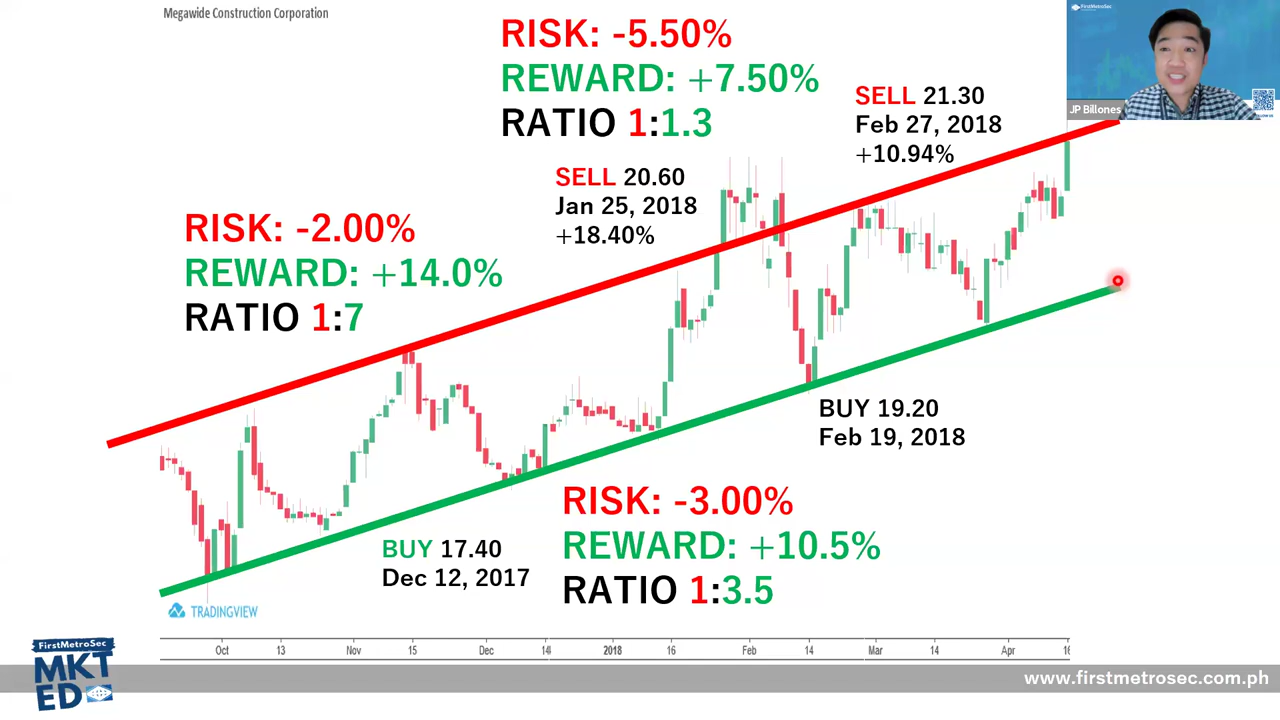 Megawide Construction Corporation
RISK: -5.50%
REWARD: +7.50%
RATIO 1:1.3
FirstMetroSec
JP Billones
SELL 21.30
Feb 27, 2018
+10.94%
SELL 20.60
Jan 25, 2018
+18.40%
RISK: -2.00%
REWARD: +14.0%
RATIO 1:7
BUY 19.20
Feb 19, 2018
RISK: -3.00%
REWARD: +10.5%
RATIO 1:3.5
BUY 17.40
Dec 12, 2017
TRADINGVIEW
Oct 13 Nov 15 Dec 14 2018 16 Feb 14 Mar 14 Apr 16
FirstMetroSec
MKT
ED
www.firstmetrosec.com.ph